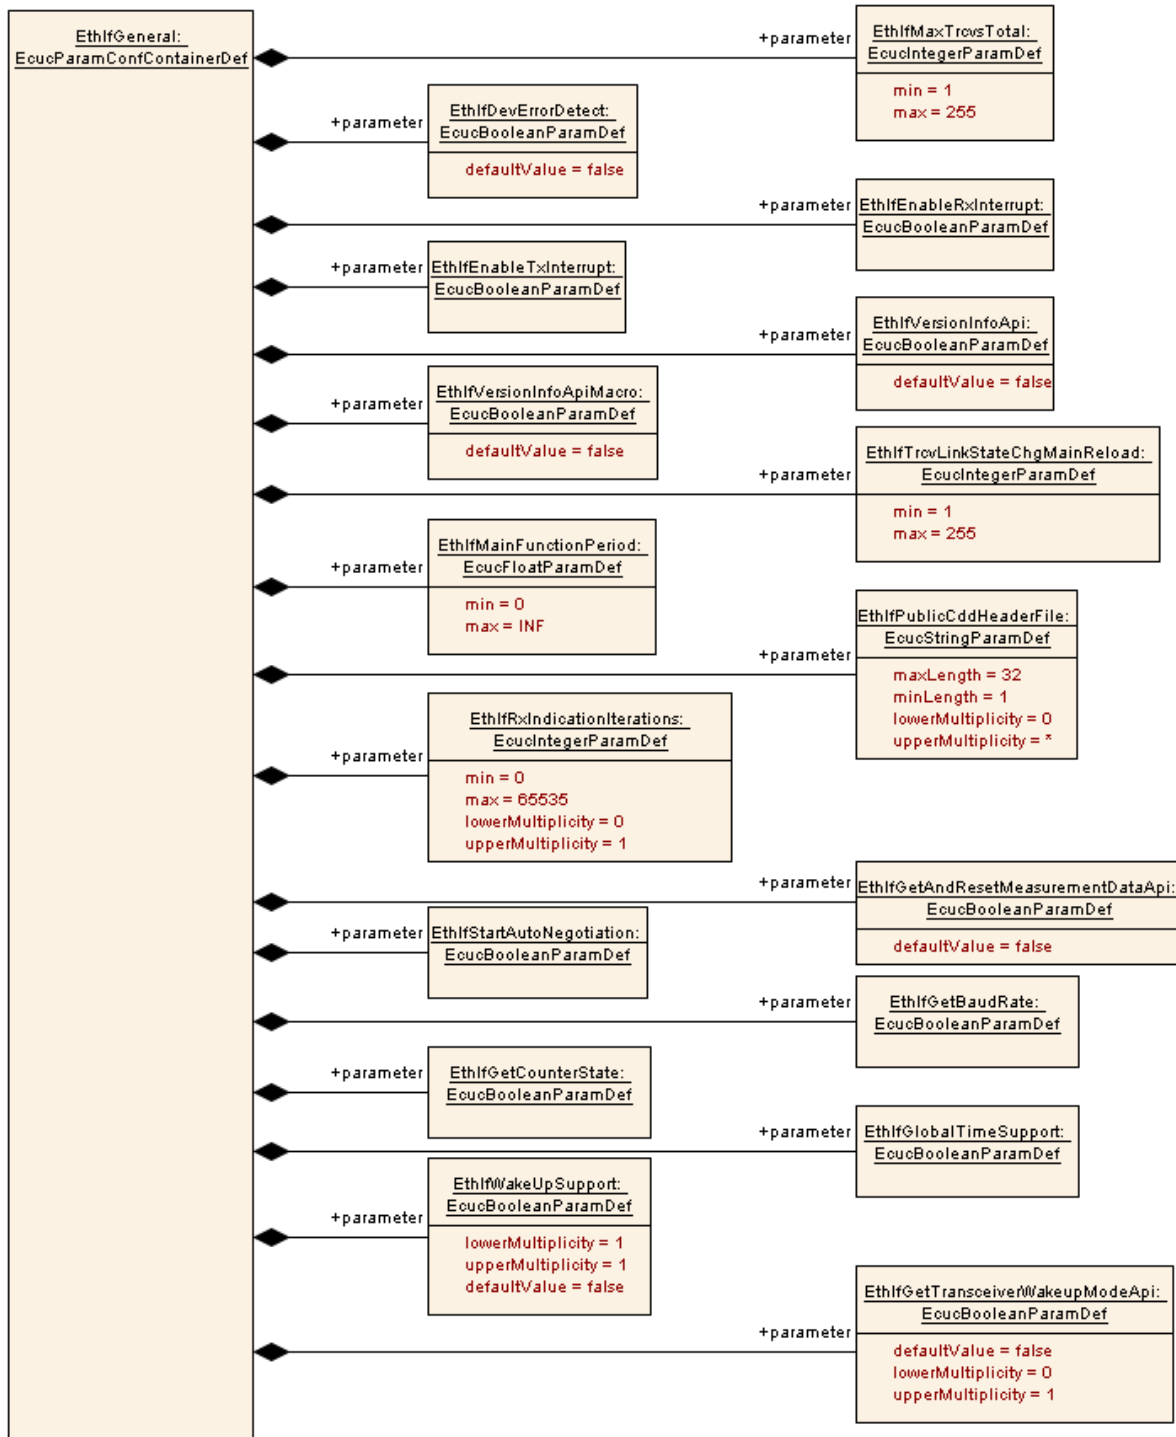 EthIfGeneral:
EcucParamConfContainerDef
+parameter
EthIfMaxTrcvsTotal:
EcucIntegerParamDef
min = 1
max = 255
+parameter
EthIfDevErrorDetect:
EcucBooleanParamDef
defaultValue = false
+parameter
EthIfEnableRxInterrupt:
EcucBooleanParamDef
+parameter
EthIfEnableTxInterrupt:
EcucBooleanParamDef
+parameter
EthIfVersionInfoApi:
EcucBooleanParamDef
defaultValue = false
+parameter
EthIfVersionInfoApiMacro:
EcucBooleanParamDef
defaultValue = false
+parameter
EthIfTrcvLinkStateChgMainReload:
EcucIntegerParamDef
min = 1
max = 255
+parameter
EthIfMainFunctionPeriod:
EcucFloatParamDef
min = 0
max = INF
+parameter
EthIfPublicCddHeaderFile:
EcucStringParamDef
maxLength = 32
minLength = 1
lowerMultiplicity = 0
upperMultiplicity = *
+parameter
EthIfRxIndicationIterations:
EcucIntegerParamDef
min = 0
max = 65535
lowerMultiplicity = 0
upperMultiplicity = 1
+parameter
EthIfGetAndResetMeasurementDataApi:
EcucBooleanParamDef
defaultValue = false
+parameter
EthIfStartAutoNegotiation:
EcucBooleanParamDef
+parameter
EthIfGetBaudRate:
EcucBooleanParamDef
+parameter
EthIfGetCounterState:
EcucBooleanParamDef
+parameter
EthIfGlobalTimeSupport:
EcucBooleanParamDef
+parameter
EthIfWakeUpSupport:
EcucBooleanParamDef
lowerMultiplicity = 1
upperMultiplicity = 1
defaultValue = false
+parameter
EthIfGetTransceiverWakeupModeApi:
EcucBooleanParamDef
defaultValue = false
lowerMultiplicity = 0
upperMultiplicity = 1